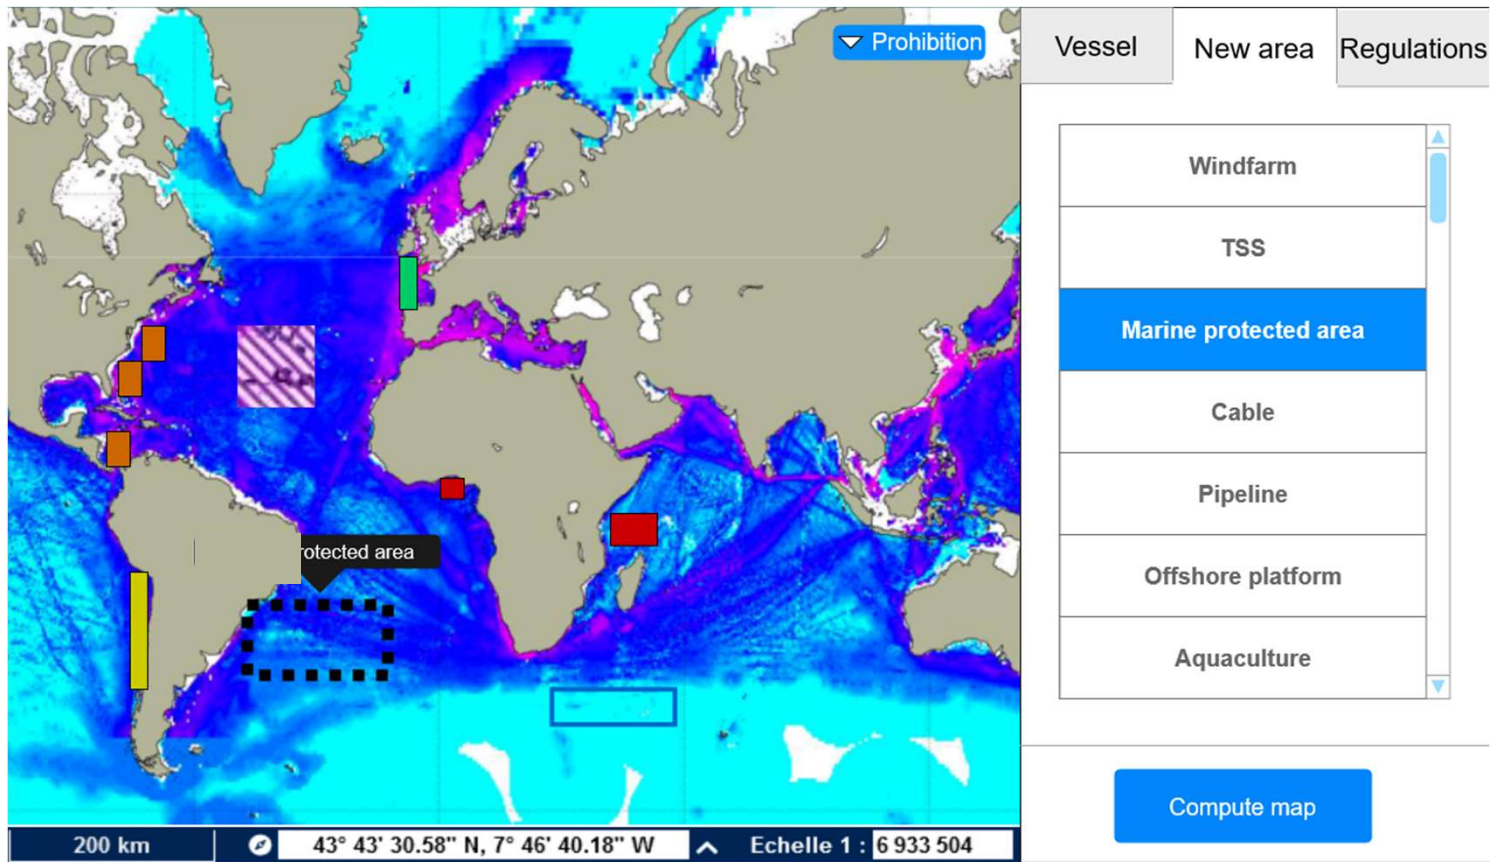 Prohibition
Vessel
New area
Regulations
Windfarm
TSS
Marine protected area
Cable
Pipeline
Offshore platform
Aquaculture
rotected area
Compute map
200 km
43° 43' 30.58" N, 7° 46' 40.18" W
Echelle 1 : 6 933 504